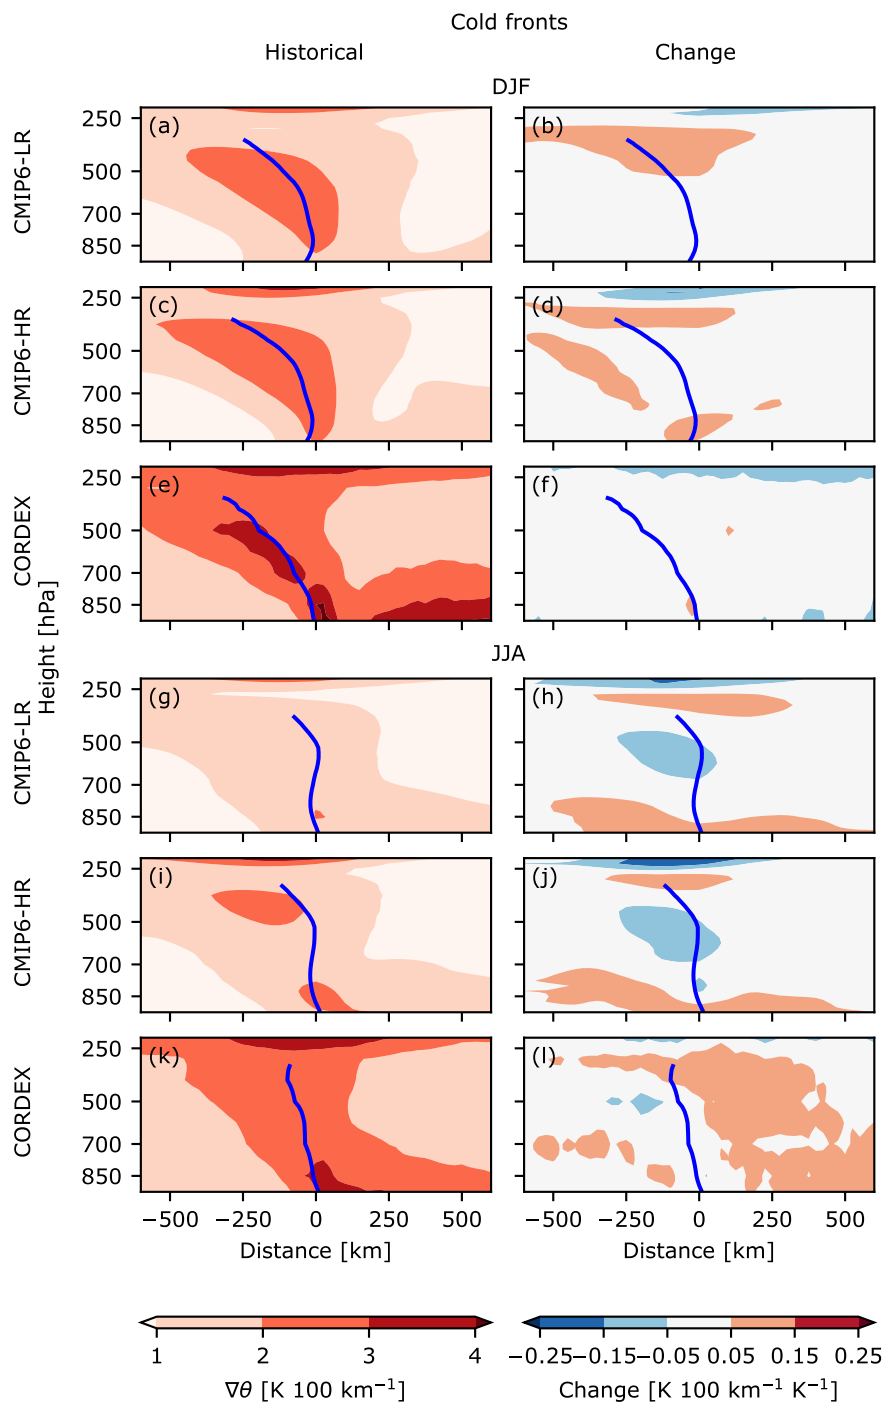 Cold fronts
Historical Change
DJF
CMIP6-LR
250
500
700
850
(a)
(b)
CMIP6-HR
250
500
700
850
(c)
(d)
CORDEX
250
500
700
850
(e)
(f)
Height [hPa]
JJA
CMIP6-LR
250
500
700
850
(g)
(h)
CMIP6-HR
250
500
700
850
(i)
(j)
CORDEX
250
500
700
850
(k)
(l)
−500 −250 0 250 500
Distance [km]
−500 −250 0 250 500
Distance [km]
1 2 3 4
∇θ [K 100 km⁻¹]
−0.25 −0.15 −0.05 0.05 0.15 0.25
Change [K 100 km⁻¹ K⁻¹]